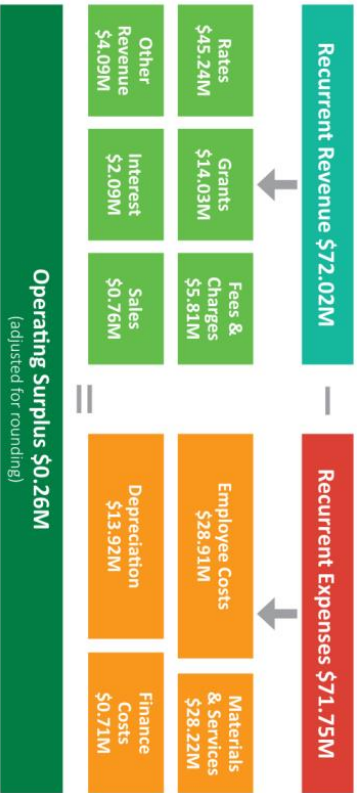 Recurrent Revenue $72.02M
–
Recurrent Expenses $71.75M
Rates
$45.24M
Grants
$14.03M
Fees &
Charges
$5.81M
Employee Costs
$28.91M
Materials
& Services
$28.22M
Other
Revenue
$4.09M
Interest
$2.09M
Sales
$0.76M
Depreciation
$13.92M
Finance
Costs
$0.71M
=
Operating Surplus $0.26M
(adjusted for rounding)